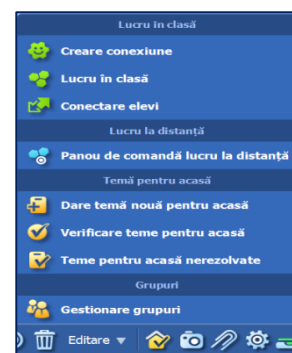 Lucru în clasă
Creare conexiune
Lucru în clasă
Conectare elevi
Lucru la distanță
Panou de comandă lucru la distanță
Temă pentru acasă
Dare temă nouă pentru acasă
Verificare teme pentru acasă
Teme pentru acasă nerezolvate
Grupuri
Gestionare grupuri
Editare